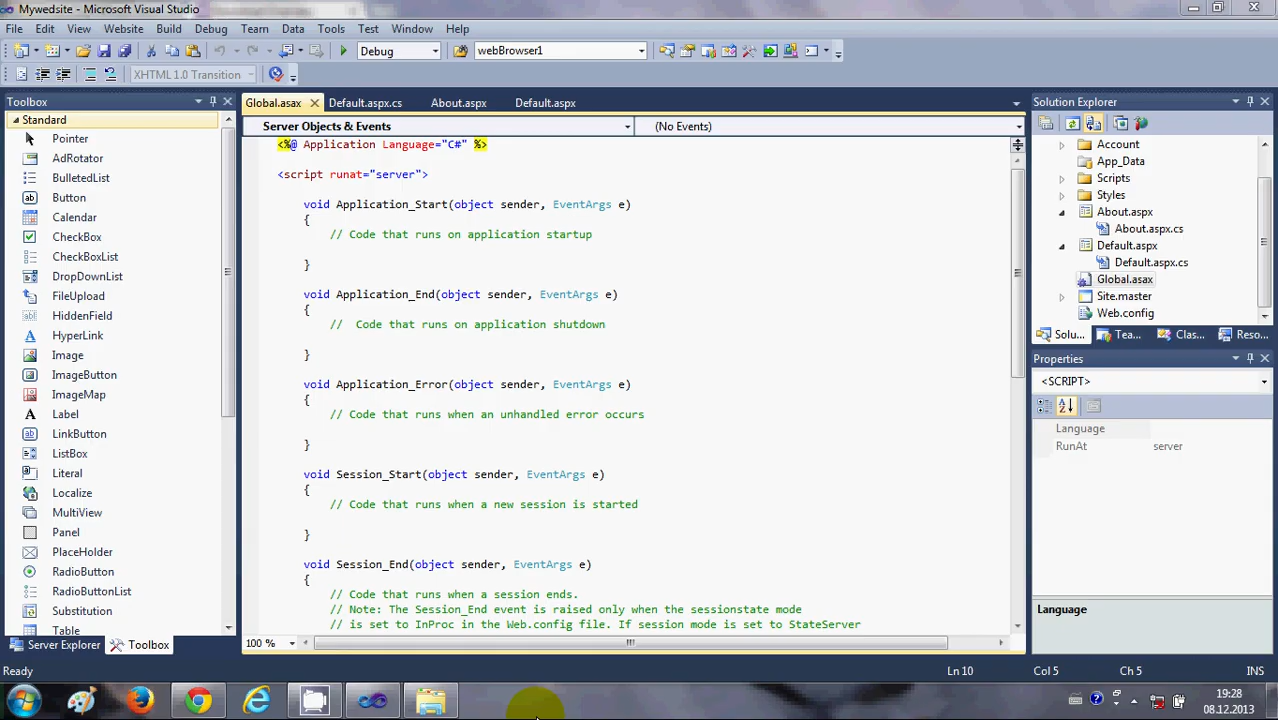 Mywedsite - Microsoft Visual Studio
File Edit View Website Build Debug Team Data Tools Test Window Help
Debug webBrowser1
XHTML 1.0 Transition
Toolbox
Standard
Pointer
AdRotator
BulletedList
Button
Calendar
CheckBox
CheckBoxList
DropDownList
FileUpload
HiddenField
HyperLink
Image
ImageButton
ImageMap
Label
LinkButton
ListBox
Literal
Localize
MultiView
Panel
PlaceHolder
RadioButton
RadioButtonList
Substitution
Table
Server Explorer Toolbox
Global.asax Default.aspx.cs About.aspx Default.aspx
Server Objects & Events (No Events)
<%@ Application Language="C#" %>
<script runat="server">
void Application_Start(object sender, EventArgs e)
{
// Code that runs on application startup
}
void Application_End(object sender, EventArgs e)
{
//  Code that runs on application shutdown
}
void Application_Error(object sender, EventArgs e)
{
// Code that runs when an unhandled error occurs
}
void Session_Start(object sender, EventArgs e)
{
// Code that runs when a new session is started
}
void Session_End(object sender, EventArgs e)
{
// Code that runs when a session ends.
// Note: The Session_End event is raised only when the sessionstate mode
// is set to InProc in the Web.config file. If session mode is set to StateServer
100 %
Solution Explorer
Account
App_Data
Scripts
Styles
About.aspx
About.aspx.cs
Default.aspx
Default.aspx.cs
Global.asax
Site.master
Web.config
Solu... Tea... Clas... Reso...
Properties
<SCRIPT>
Language
RunAt server
Language
Ready Ln 10 Col 5 Ch 5 INS
19:28
08.12.2013